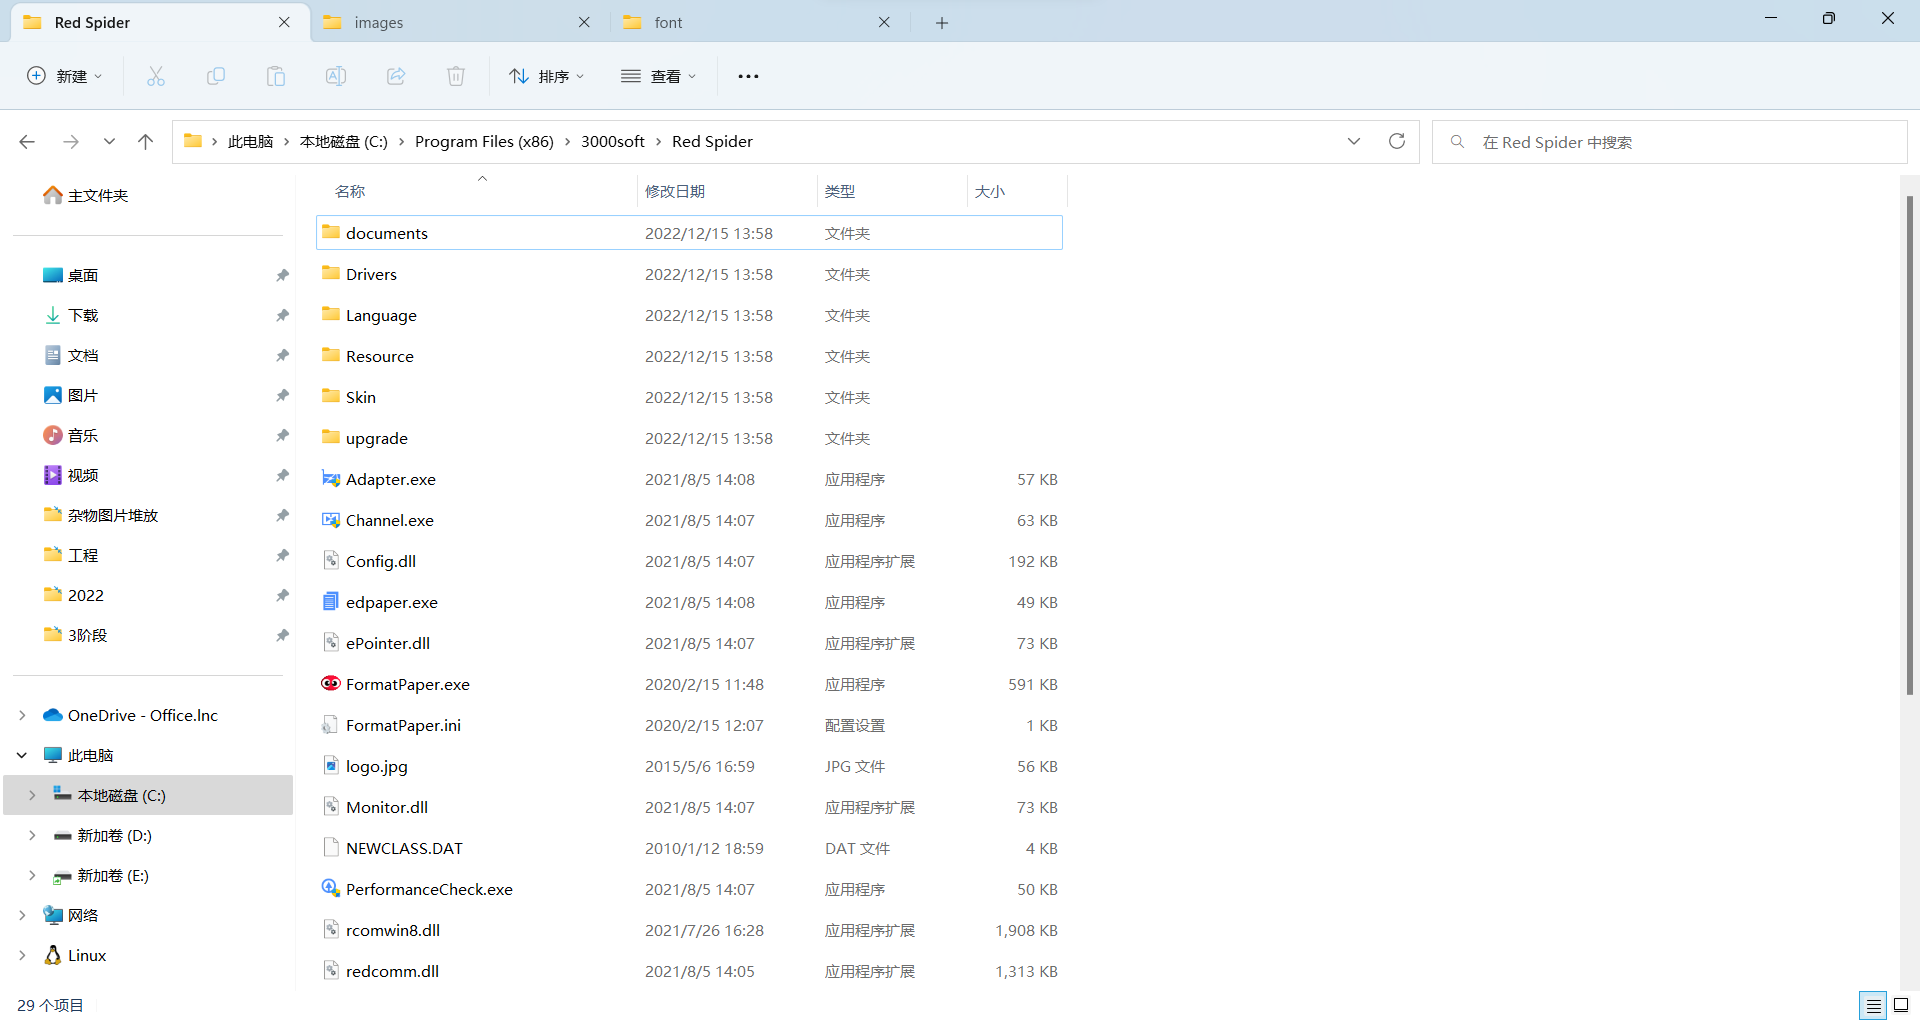 Red Spider
images
font
新建
排序
查看
此电脑 本地磁盘 (C:) Program Files (x86) 3000soft Red Spider
在 Red Spider 中搜索
主文件夹
桌面
下载
文档
图片
音乐
视频
杂物图片堆放
工程
2022
3阶段
OneDrive - Office.Inc
此电脑
本地磁盘 (C:)
新加卷 (D:)
新加卷 (E:)
网络
Linux
名称 修改日期 类型 大小
documents 2022/12/15 13:58 文件夹
Drivers 2022/12/15 13:58 文件夹
Language 2022/12/15 13:58 文件夹
Resource 2022/12/15 13:58 文件夹
Skin 2022/12/15 13:58 文件夹
upgrade 2022/12/15 13:58 文件夹
Adapter.exe 2021/8/5 14:08 应用程序 57 KB
Channel.exe 2021/8/5 14:07 应用程序 63 KB
Config.dll 2021/8/5 14:07 应用程序扩展 192 KB
edpaper.exe 2021/8/5 14:08 应用程序 49 KB
ePointer.dll 2021/8/5 14:07 应用程序扩展 73 KB
FormatPaper.exe 2020/2/15 11:48 应用程序 591 KB
FormatPaper.ini 2020/2/15 12:07 配置设置 1 KB
logo.jpg 2015/5/6 16:59 JPG 文件 56 KB
Monitor.dll 2021/8/5 14:07 应用程序扩展 73 KB
NEWCLASS.DAT 2010/1/12 18:59 DAT 文件 4 KB
PerformanceCheck.exe 2021/8/5 14:07 应用程序 50 KB
rcomwin8.dll 2021/7/26 16:28 应用程序扩展 1,908 KB
redcomm.dll 2021/8/5 14:05 应用程序扩展 1,313 KB
29 个项目